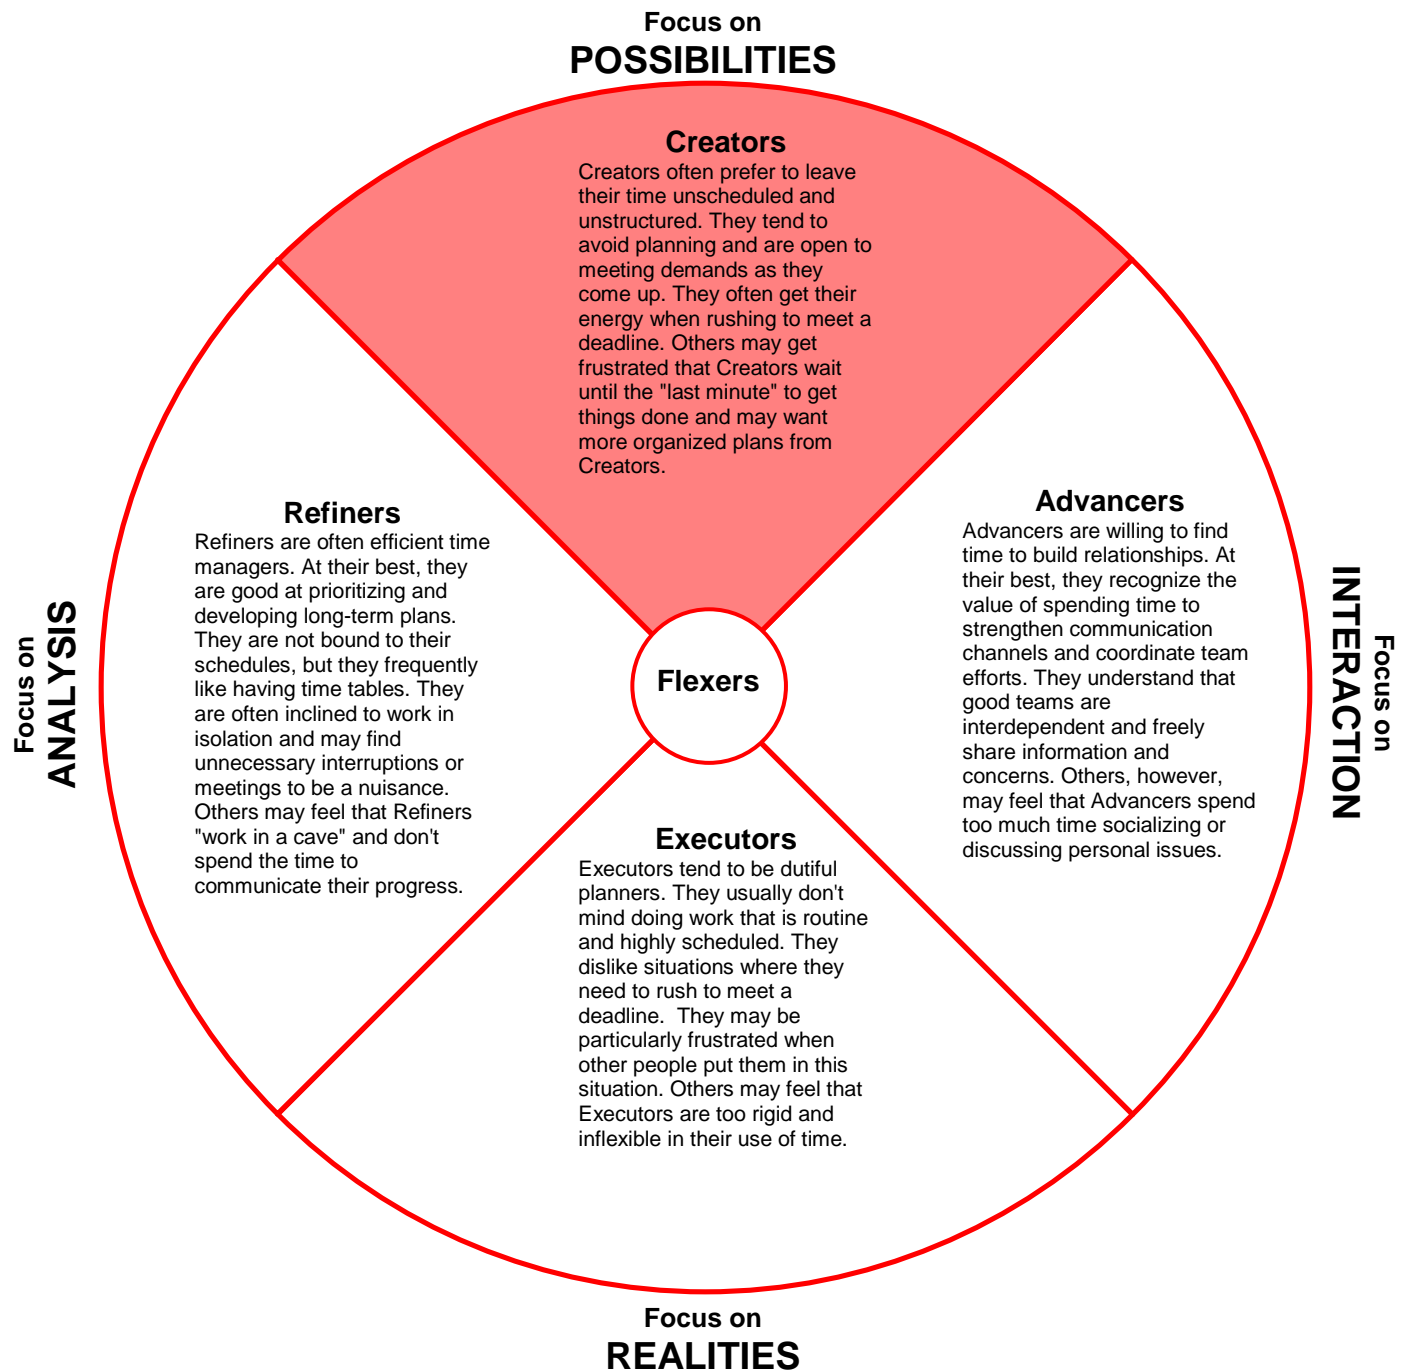 Focus on
POSSIBILITIES
Creators
Creators often prefer to leave
their time unscheduled and
unstructured. They tend to
avoid planning and are open to
meeting demands as they
come up. They often get their
energy when rushing to meet a
deadline. Others may get
frustrated that Creators wait
until the "last minute" to get
things done and may want
more organized plans from
Creators.
Focus on
ANALYSIS
Refiners
Refiners are often efficient time
managers. At their best, they
are good at prioritizing and
developing long-term plans.
They are not bound to their
schedules, but they frequently
like having time tables. They
are often inclined to work in
isolation and may find
unnecessary interruptions or
meetings to be a nuisance.
Others may feel that Refiners
"work in a cave" and don't
spend the time to
communicate their progress.
Flexers
Advancers
Advancers are willing to find
time to build relationships. At
their best, they recognize the
value of spending time to
strengthen communication
channels and coordinate team
efforts. They understand that
good teams are
interdependent and freely
share information and
concerns. Others, however,
may feel that Advancers spend
too much time socializing or
discussing personal issues.
Focus on
INTERACTION
Executors
Executors tend to be dutiful
planners. They usually don't
mind doing work that is routine
and highly scheduled. They
dislike situations where they
need to rush to meet a
deadline.  They may be
particularly frustrated when
other people put them in this
situation. Others may feel that
Executors are too rigid and
inflexible in their use of time.
Focus on
REALITIES